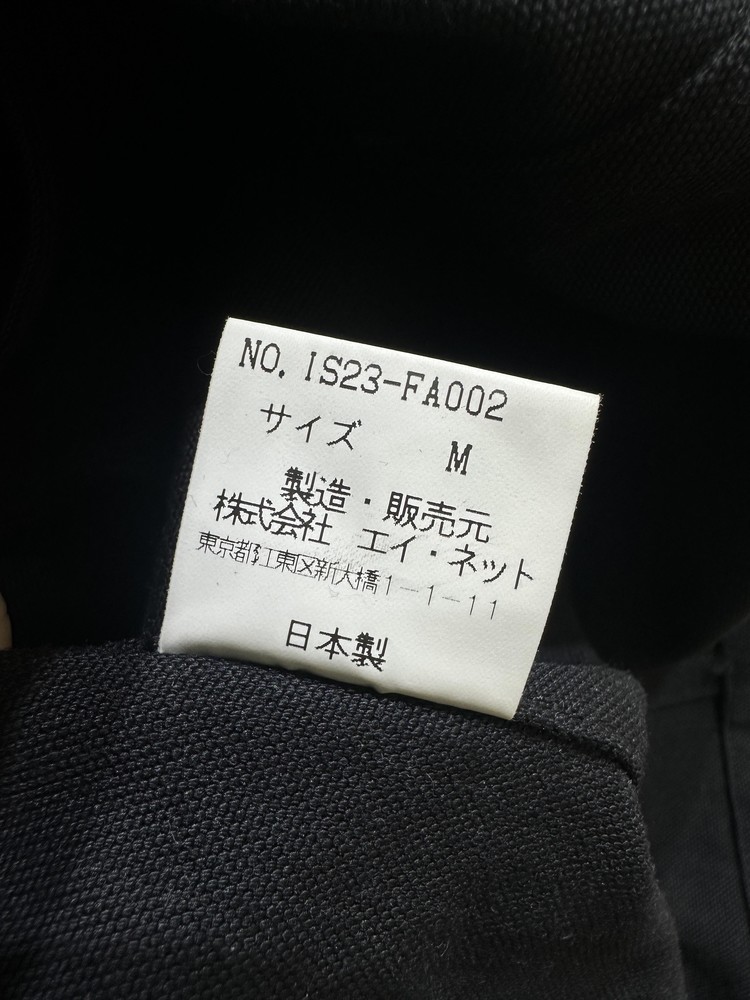 NO. IS23-FA002
サイズ M
製造・販売元
株式会社 エイ・ネット
東京都江東区新大橋1-1-11
日本製